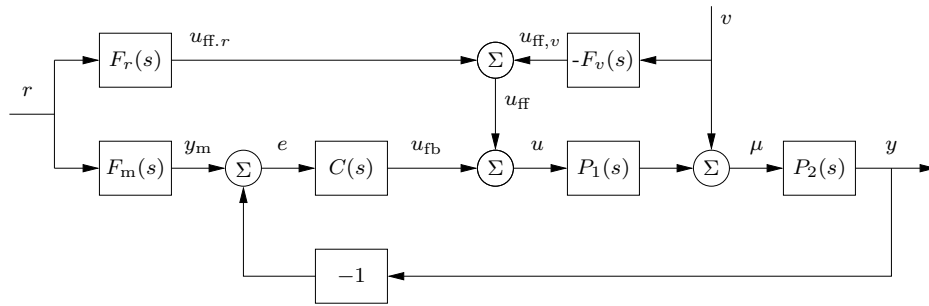 v
u_ff.r
u_ff,v
F_r(s)
Σ
-F_v(s)
r
u_ff
y_m
e
u_fb
u
μ
y
F_m(s)
Σ
C(s)
Σ
P_1(s)
Σ
P_2(s)
−1